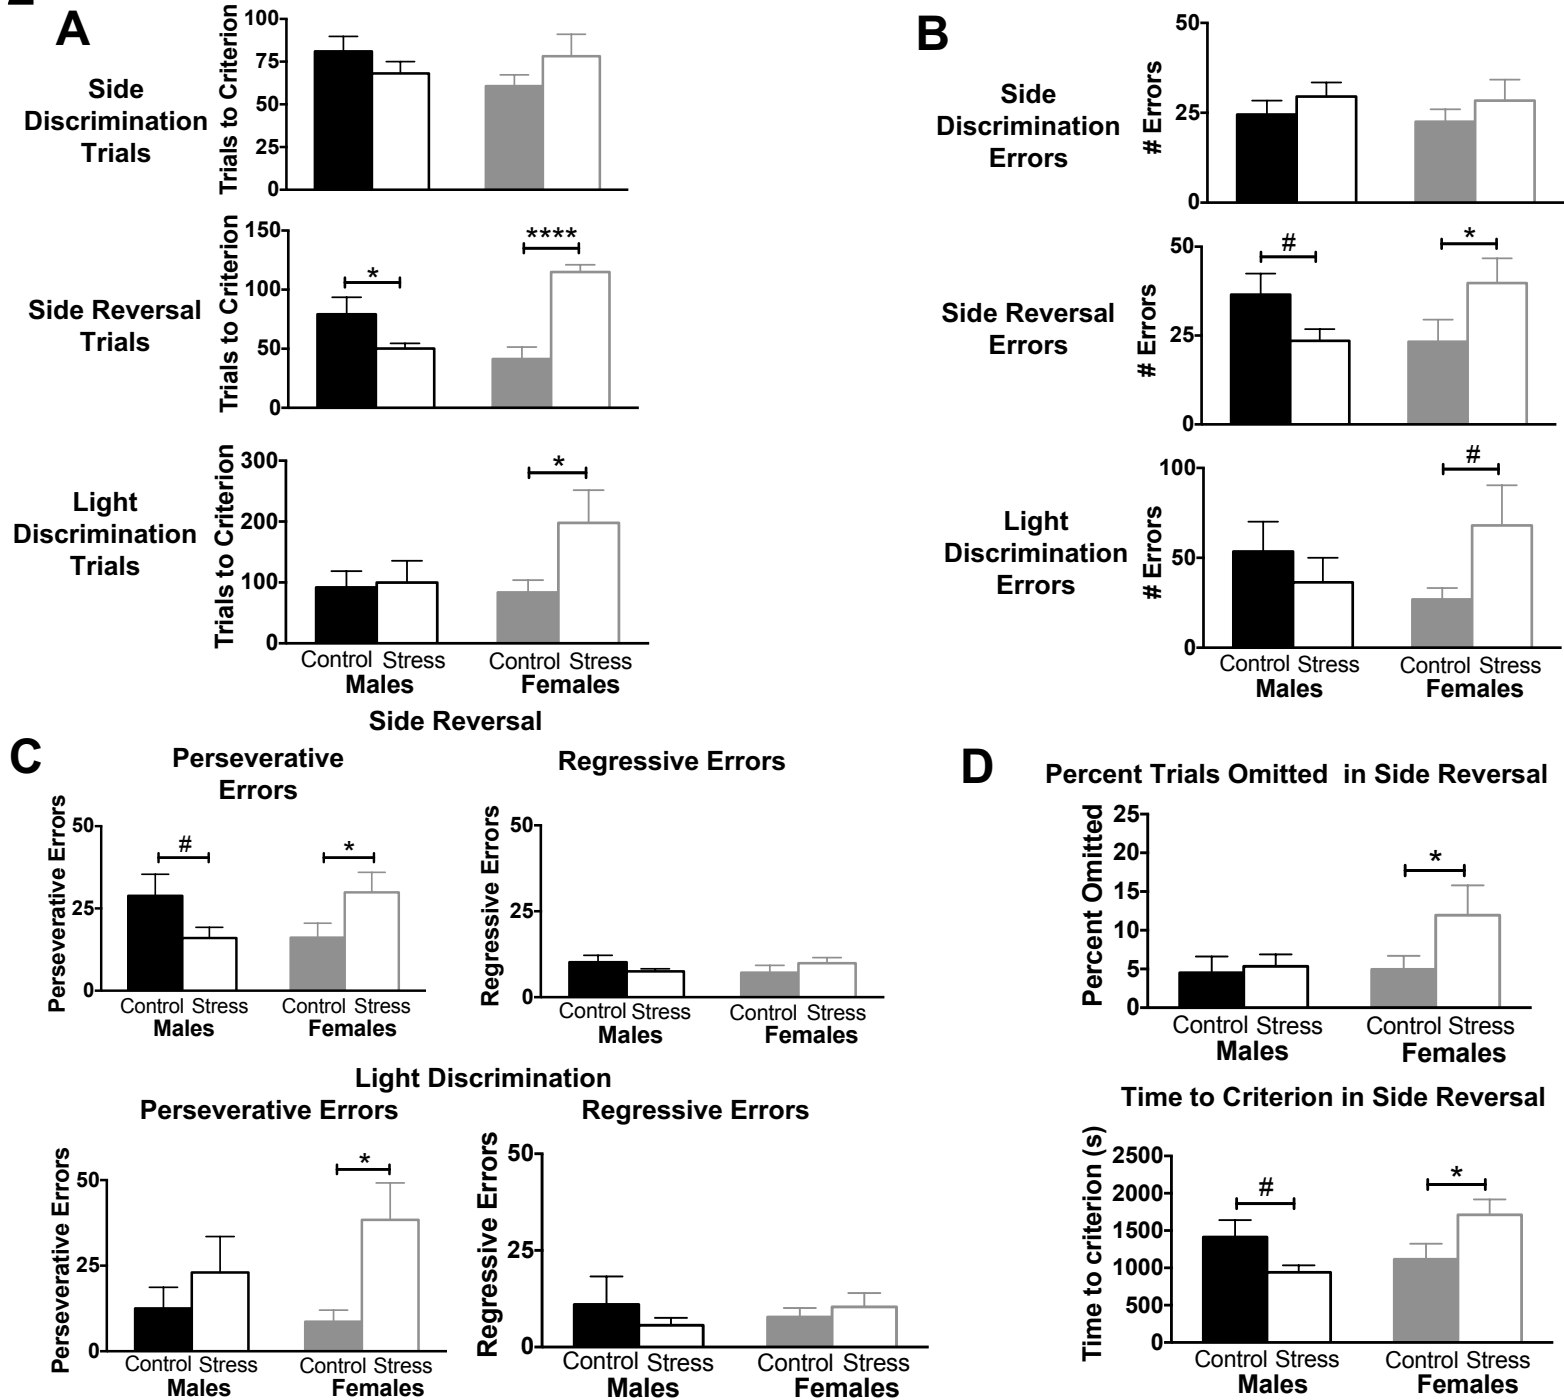 A
Side
Discrimination
Trials
Trials to Criterion
100
75
50
25
0
Side Reversal
Trials
Trials to Criterion
150
100
50
0
*
****
Light
Discrimination
Trials
Trials to Criterion
300
200
100
0
*
Control Stress Control Stress
Males Females
B
Side
Discrimination
Errors
# Errors
50
25
0
Side Reversal
Errors
# Errors
50
25
0
#
*
Light
Discrimination
Errors
# Errors
100
50
0
#
Control Stress Control Stress
Males Females
C
Side Reversal
Perseverative
Errors
Perseverative Errors
50
25
0
#
*
Control Stress Control Stress
Males Females
Regressive Errors
Regressive Errors
50
25
0
Control Stress Control Stress
Males Females
Light Discrimination
Perseverative Errors
Perseverative Errors
50
25
0
*
Control Stress Control Stress
Males Females
Regressive Errors
Regressive Errors
50
25
0
Control Stress Control Stress
Males Females
D
Percent Trials Omitted in Side Reversal
Percent Omitted
25
20
15
10
5
0
*
Control Stress Control Stress
Males Females
Time to Criterion in Side Reversal
Time to criterion (s)
2500
2000
1500
1000
500
0
#
*
Control Stress Control Stress
Males Females